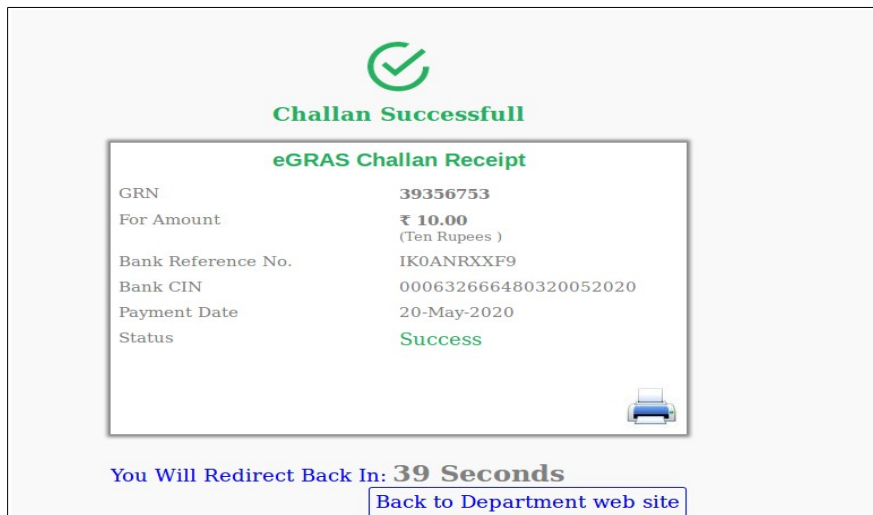 Challan Successfull
eGRAS Challan Receipt
GRN 39356753
For Amount ₹ 10.00
(Ten Rupees )
Bank Reference No. IK0ANRXXF9
Bank CIN 000632666480320052020
Payment Date 20-May-2020
Status Success
You Will Redirect Back In: 39 Seconds
Back to Department web site